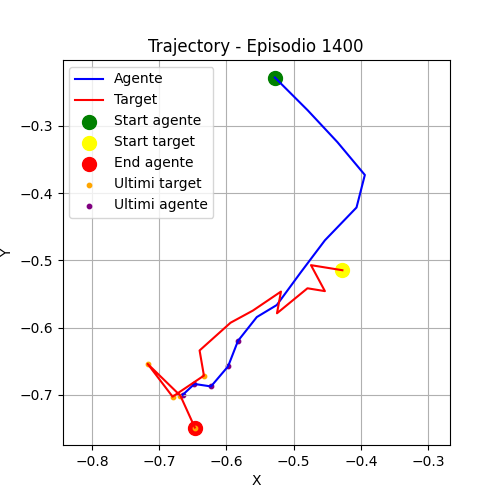 Trajectory - Episodio 1400
Agente
Target
Start agente
Start target
End agente
Ultimi target
Ultimi agente
Y
−0.3
−0.4
−0.5
−0.6
−0.7
−0.8 −0.7 −0.6 −0.5 −0.4 −0.3
X